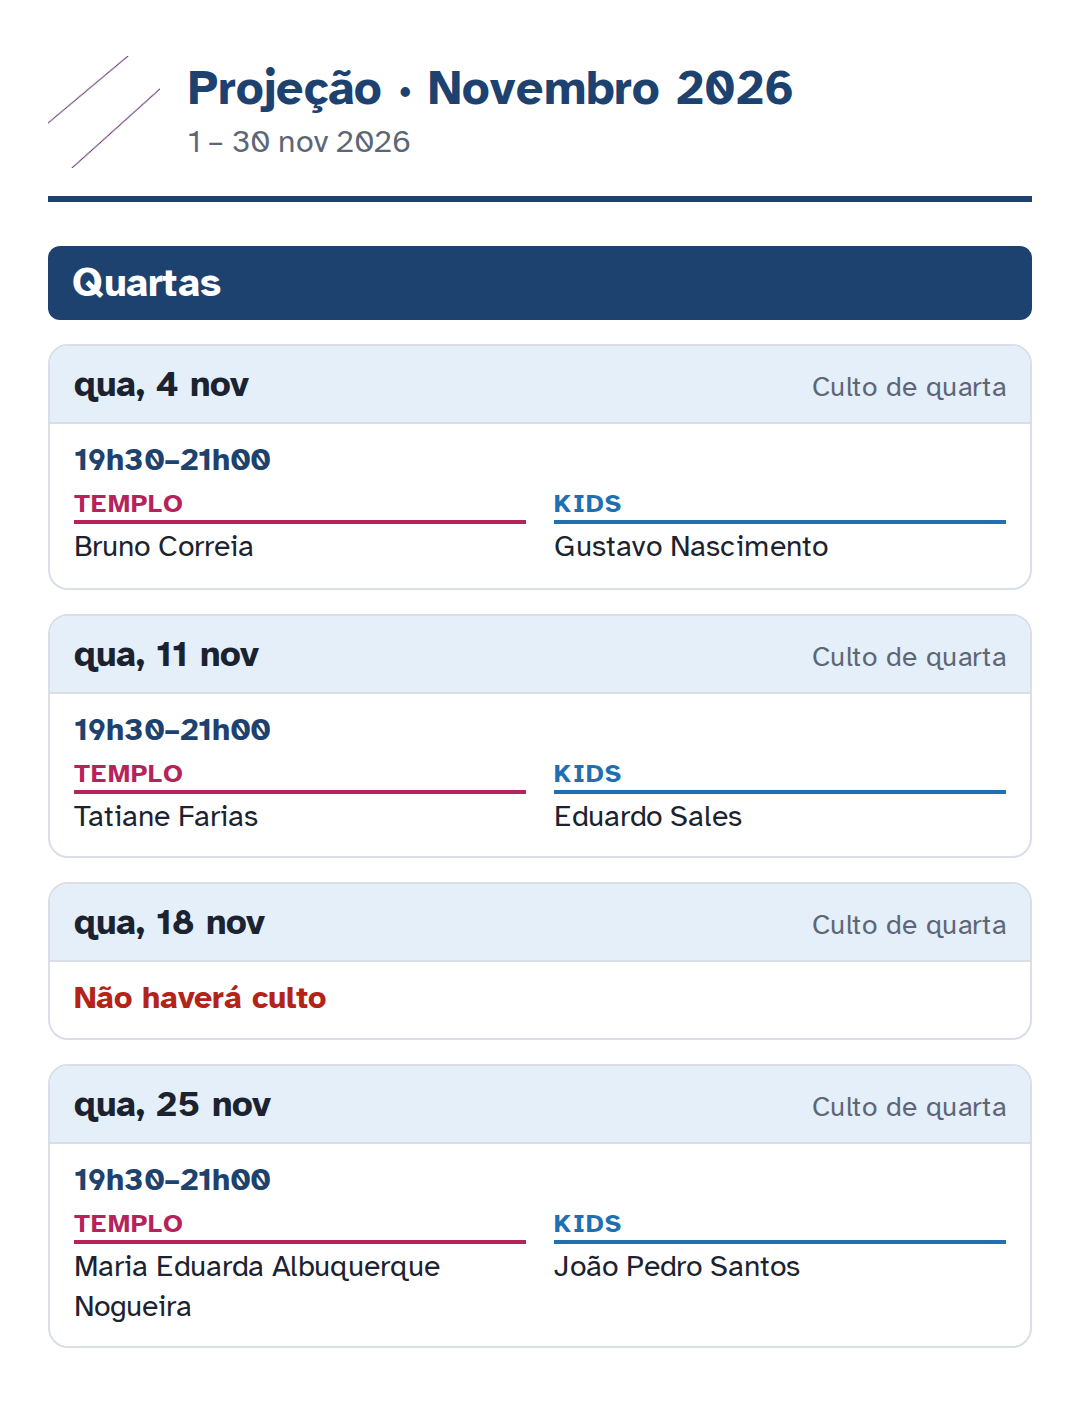 Projeção • Novembro 2026
1 – 30 nov 2026
Quartas
qua, 4 nov
Culto de quarta
19h30–21h00
TEMPLO
KIDS
Bruno Correia
Gustavo Nascimento
qua, 11 nov
Culto de quarta
19h30–21h00
TEMPLO
KIDS
Tatiane Farias
Eduardo Sales
qua, 18 nov
Culto de quarta
Não haverá culto
qua, 25 nov
Culto de quarta
19h30–21h00
TEMPLO
KIDS
Maria Eduarda Albuquerque
Nogueira
João Pedro Santos